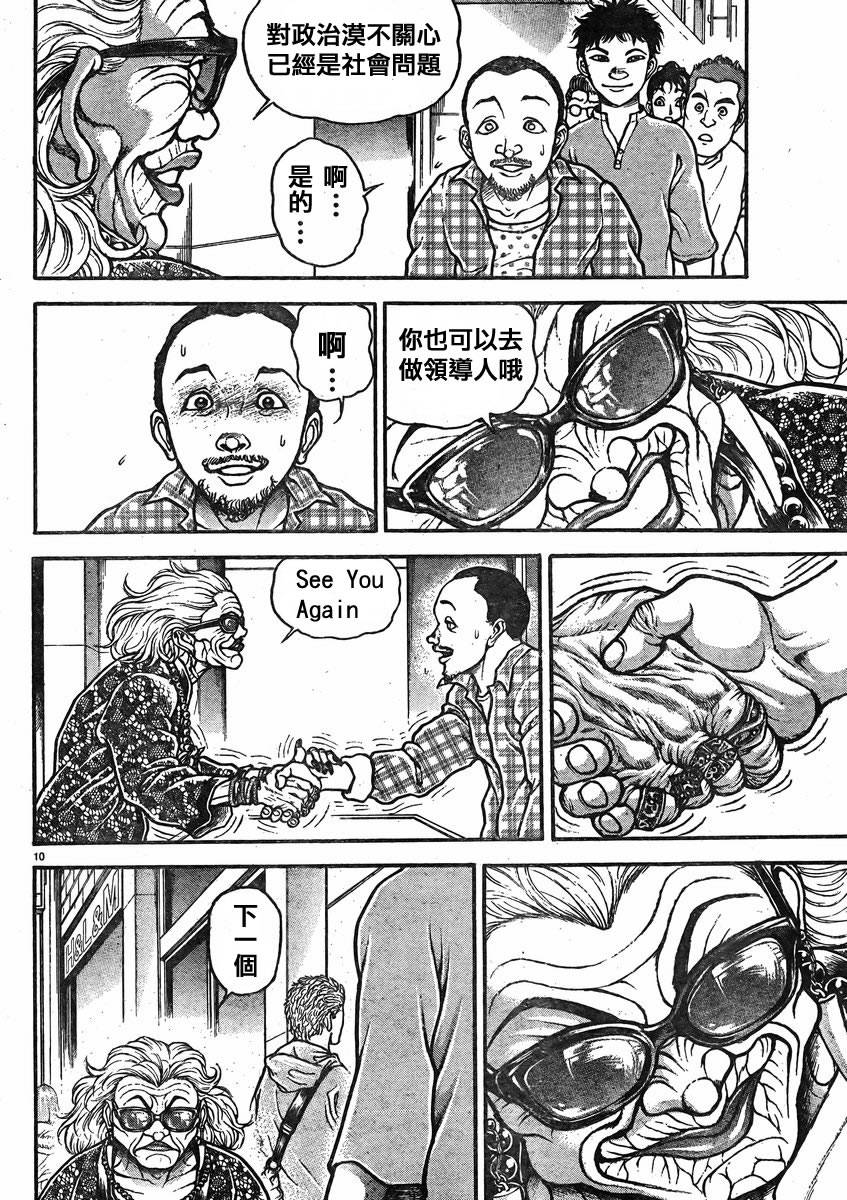 對政治漠不關心
已經是社會問題
啊…
是的…
你也可以去
做領導人哦
啊…
See You
Again
10
H&L&M
下一個